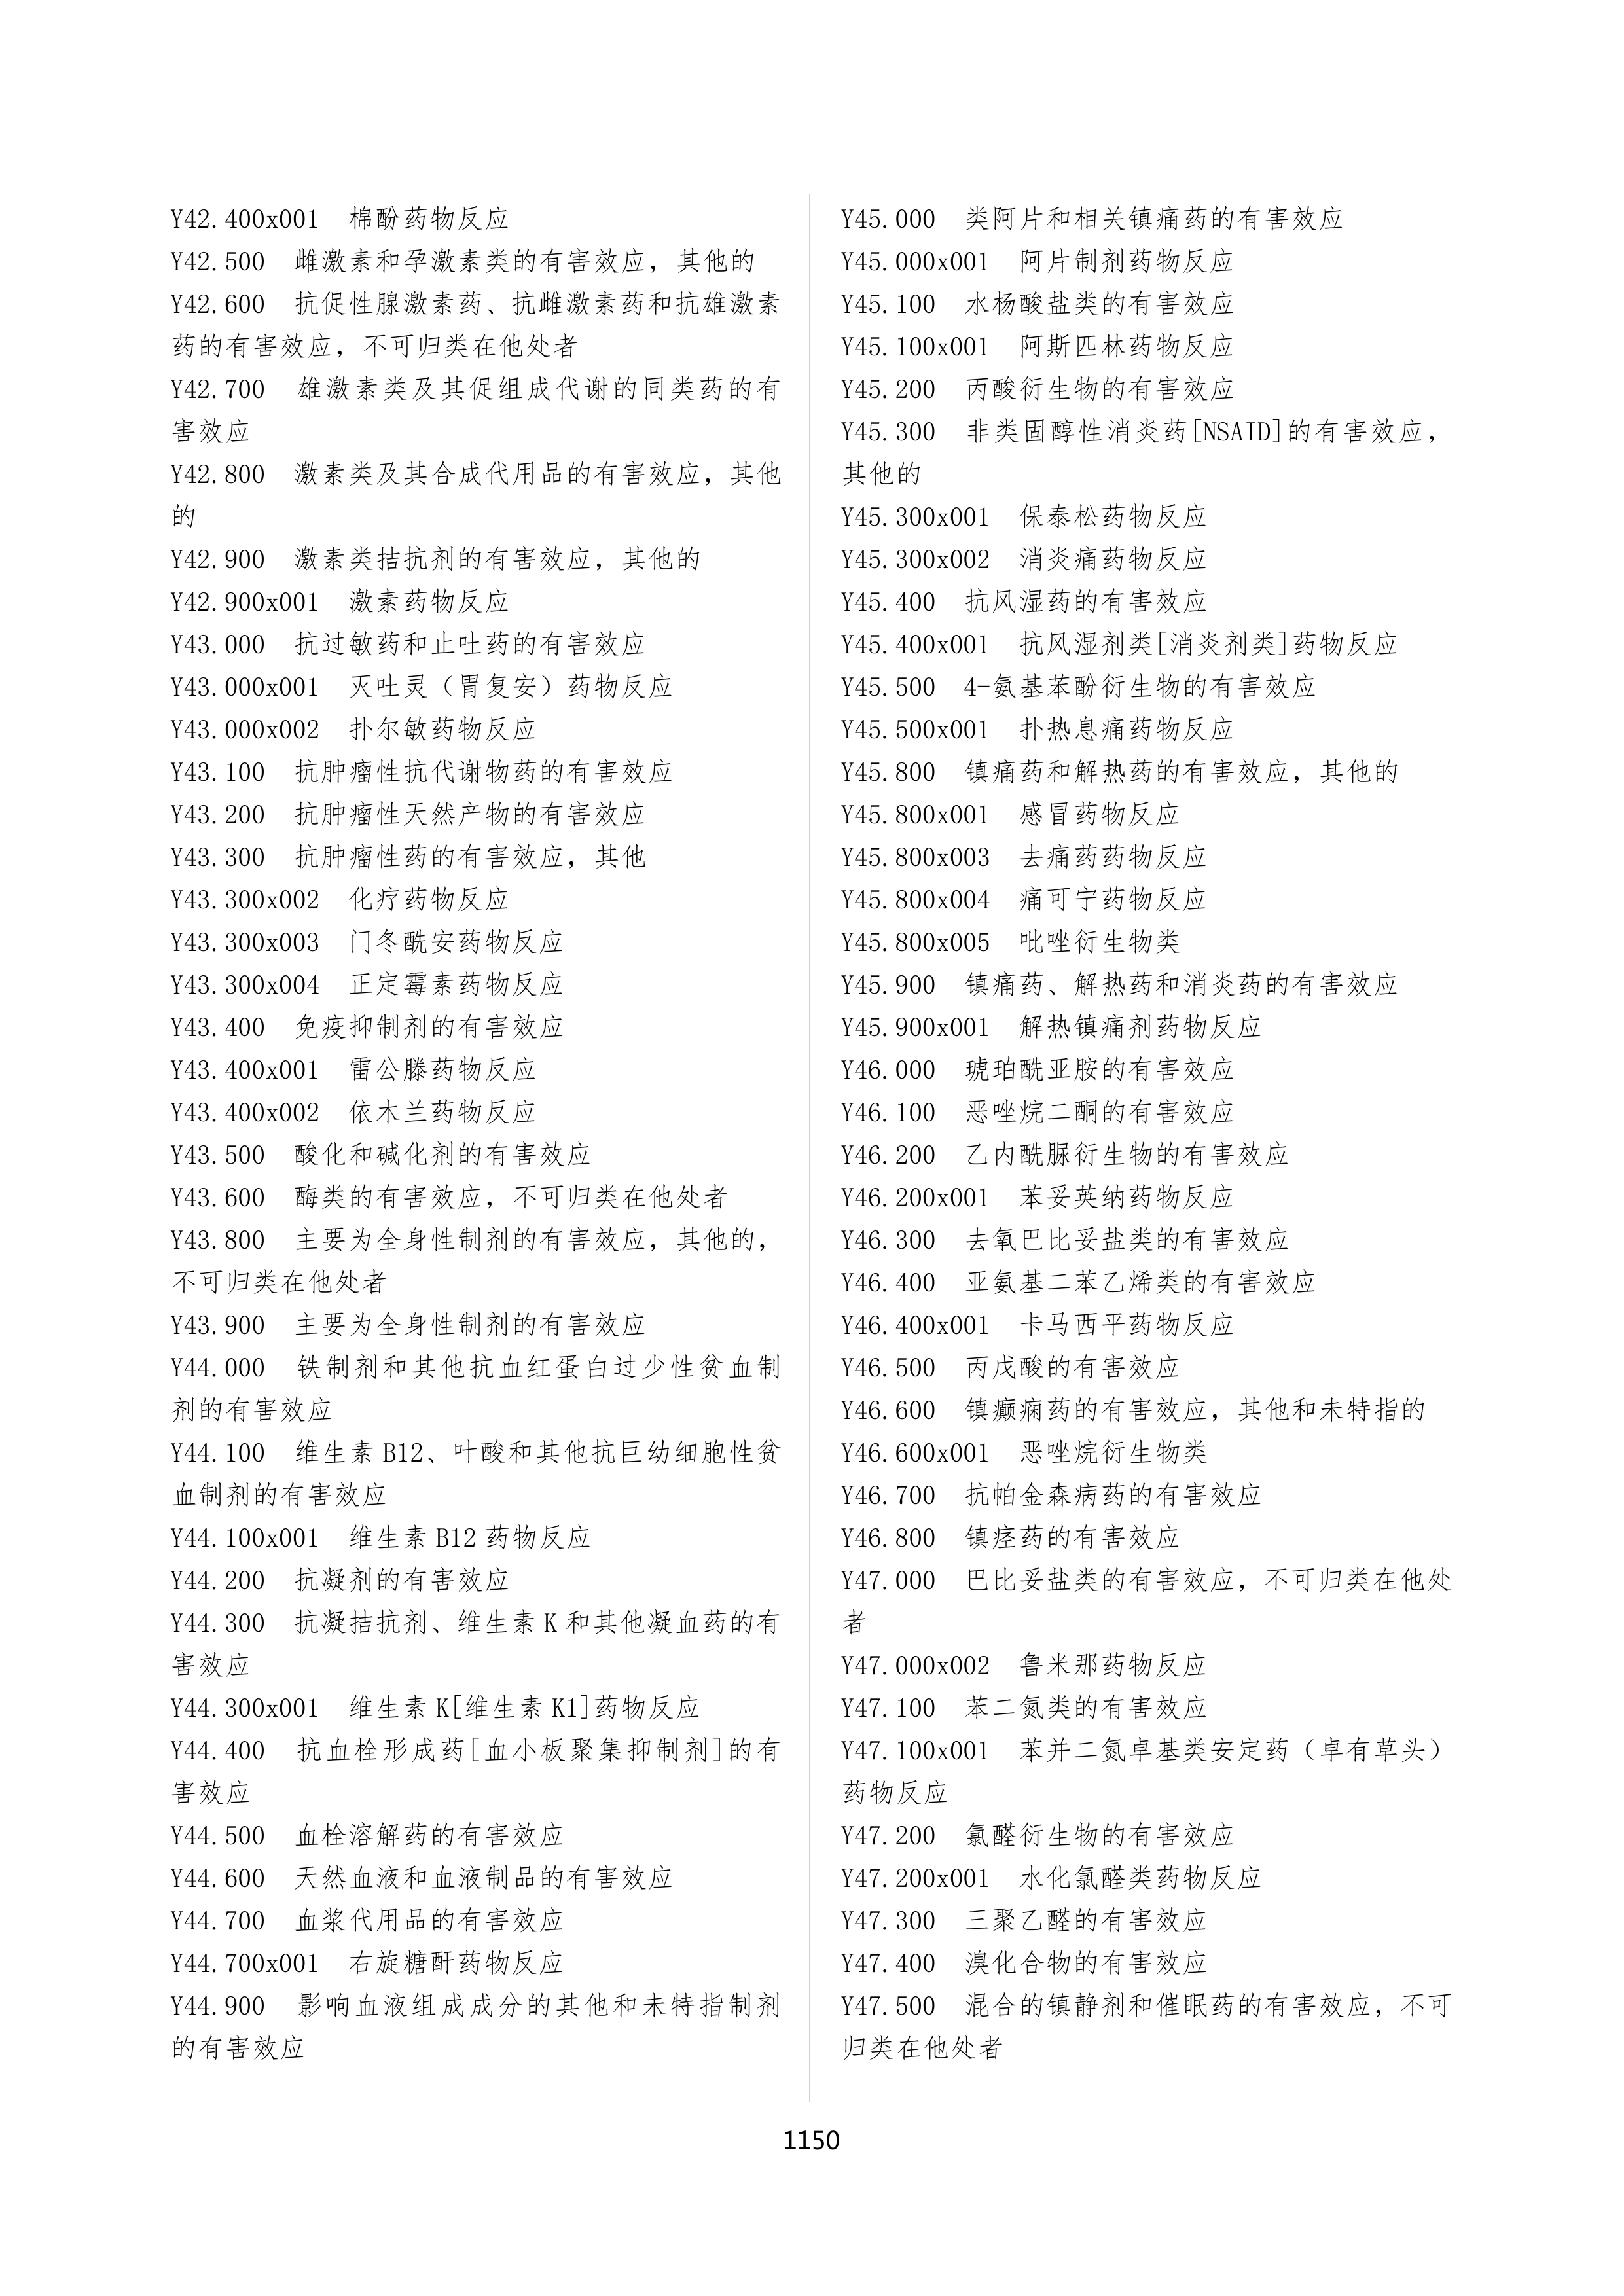 Y42.400x001　棉酚药物反应
Y42.500　雌激素和孕激素类的有害效应，其他的
Y42.600　抗促性腺激素药、抗雌激素药和抗雄激素
药的有害效应，不可归类在他处者
Y42.700　雄激素类及其促组成代谢的同类药的有
害效应
Y42.800　激素类及其合成代用品的有害效应，其他
的
Y42.900　激素类拮抗剂的有害效应，其他的
Y42.900x001　激素药物反应
Y43.000　抗过敏药和止吐药的有害效应
Y43.000x001　灭吐灵（胃复安）药物反应
Y43.000x002　扑尔敏药物反应
Y43.100　抗肿瘤性抗代谢物药的有害效应
Y43.200　抗肿瘤性天然产物的有害效应
Y43.300　抗肿瘤性药的有害效应，其他
Y43.300x002　化疗药物反应
Y43.300x003　门冬酰安药物反应
Y43.300x004　正定霉素药物反应
Y43.400　免疫抑制剂的有害效应
Y43.400x001　雷公滕药物反应
Y43.400x002　依木兰药物反应
Y43.500　酸化和碱化剂的有害效应
Y43.600　酶类的有害效应，不可归类在他处者
Y43.800　主要为全身性制剂的有害效应，其他的，
不可归类在他处者
Y43.900　主要为全身性制剂的有害效应
Y44.000　铁制剂和其他抗血红蛋白过少性贫血制
剂的有害效应
Y44.100　维生素 B12、叶酸和其他抗巨幼细胞性贫
血制剂的有害效应
Y44.100x001　维生素 B12 药物反应
Y44.200　抗凝剂的有害效应
Y44.300　抗凝拮抗剂、维生素 K 和其他凝血药的有
害效应
Y44.300x001　维生素 K[维生素 K1]药物反应
Y44.400　抗血栓形成药[血小板聚集抑制剂]的有
害效应
Y44.500　血栓溶解药的有害效应
Y44.600　天然血液和血液制品的有害效应
Y44.700　血浆代用品的有害效应
Y44.700x001　右旋糖酐药物反应
Y44.900　影响血液组成成分的其他和未特指制剂
的有害效应
Y45.000　类阿片和相关镇痛药的有害效应
Y45.000x001　阿片制剂药物反应
Y45.100　水杨酸盐类的有害效应
Y45.100x001　阿斯匹林药物反应
Y45.200　丙酸衍生物的有害效应
Y45.300　非类固醇性消炎药[NSAID]的有害效应，
其他的
Y45.300x001　保泰松药物反应
Y45.300x002　消炎痛药物反应
Y45.400　抗风湿药的有害效应
Y45.400x001　抗风湿剂类[消炎剂类]药物反应
Y45.500　4-氨基苯酚衍生物的有害效应
Y45.500x001　扑热息痛药物反应
Y45.800　镇痛药和解热药的有害效应，其他的
Y45.800x001　感冒药物反应
Y45.800x003　去痛药药物反应
Y45.800x004　痛可宁药物反应
Y45.800x005　吡唑衍生物类
Y45.900　镇痛药、解热药和消炎药的有害效应
Y45.900x001　解热镇痛剂药物反应
Y46.000　琥珀酰亚胺的有害效应
Y46.100　恶唑烷二酮的有害效应
Y46.200　乙内酰脲衍生物的有害效应
Y46.200x001　苯妥英纳药物反应
Y46.300　去氧巴比妥盐类的有害效应
Y46.400　亚氨基二苯乙烯类的有害效应
Y46.400x001　卡马西平药物反应
Y46.500　丙戊酸的有害效应
Y46.600　镇癫痫药的有害效应，其他和未特指的
Y46.600x001　恶唑烷衍生物类
Y46.700　抗帕金森病药的有害效应
Y46.800　镇痉药的有害效应
Y47.000　巴比妥盐类的有害效应，不可归类在他处
者
Y47.000x002　鲁米那药物反应
Y47.100　苯二氮类的有害效应
Y47.100x001　苯并二氮卓基类安定药（卓有草头）
药物反应
Y47.200　氯醛衍生物的有害效应
Y47.200x001　水化氯醛类药物反应
Y47.300　三聚乙醛的有害效应
Y47.400　溴化合物的有害效应
Y47.500　混合的镇静剂和催眠药的有害效应，不可
归类在他处者
1150